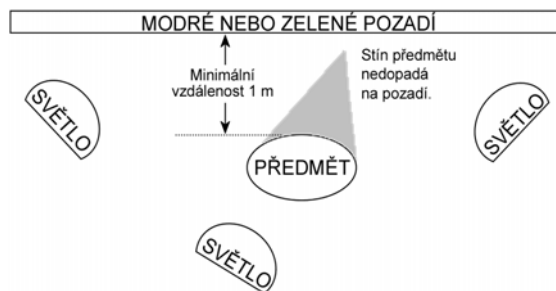 MODRÉ NEBO ZELENÉ POZADÍ
Minimální
vzdálenost 1 m
Stín předmětu
nedopadá
na pozadí.
SVĚTLO
SVĚTLO
PŘEDMĚT
SVĚTLO